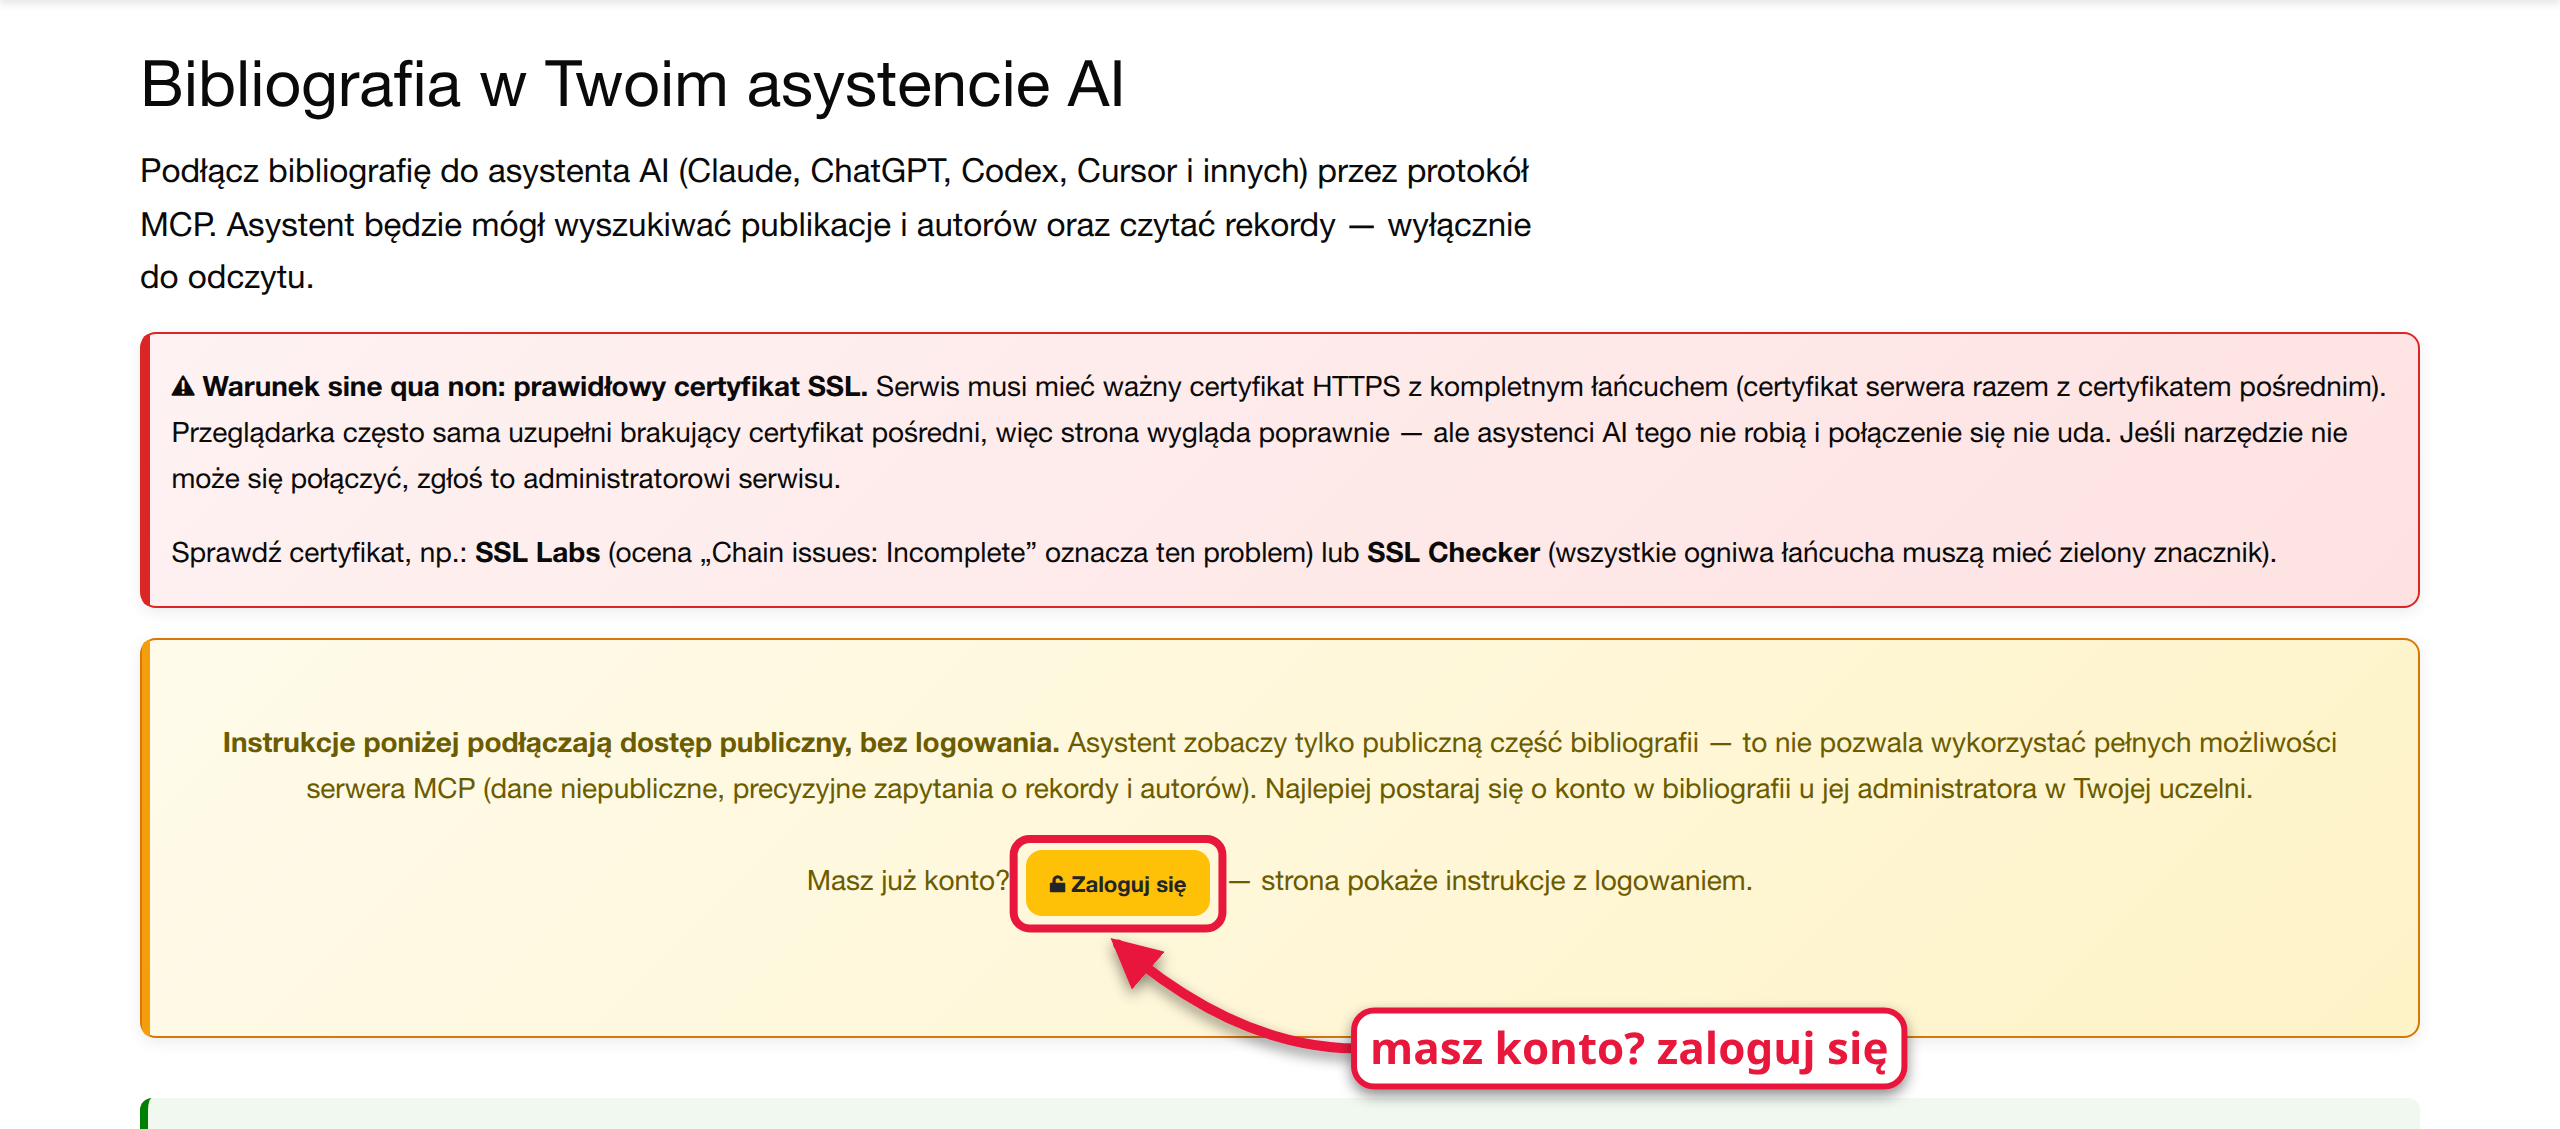 Bibliografia w Twoim asystencie AI
Podłącz bibliografię do asystenta AI (Claude, ChatGPT, Codex, Cursor i innych) przez protokół
MCP. Asystent będzie mógł wyszukiwać publikacje i autorów oraz czytać rekordy — wyłącznie
do odczytu.
Warunek sine qua non: prawidłowy certyfikat SSL. Serwis musi mieć ważny certyfikat HTTPS z kompletnym łańcuchem (certyfikat serwera razem z certyfikatem pośrednim).
Przeglądarka często sama uzupełni brakujący certyfikat pośredni, więc strona wygląda poprawnie — ale asystenci AI tego nie robią i połączenie się nie uda. Jeśli narzędzie nie
może się połączyć, zgłoś to administratorowi serwisu.
Sprawdź certyfikat, np.: SSL Labs (ocena „Chain issues: Incomplete” oznacza ten problem) lub SSL Checker (wszystkie ogniwa łańcucha muszą mieć zielony znacznik).
Instrukcje poniżej podłączają dostęp publiczny, bez logowania. Asystent zobaczy tylko publiczną część bibliografii — to nie pozwala wykorzystać pełnych możliwości
serwera MCP (dane niepubliczne, precyzyjne zapytania o rekordy i autorów). Najlepiej postaraj się o konto w bibliografii u jej administratora w Twojej uczelni.
Masz już konto? Zaloguj się — strona pokaże instrukcje z logowaniem.
masz konto? zaloguj się